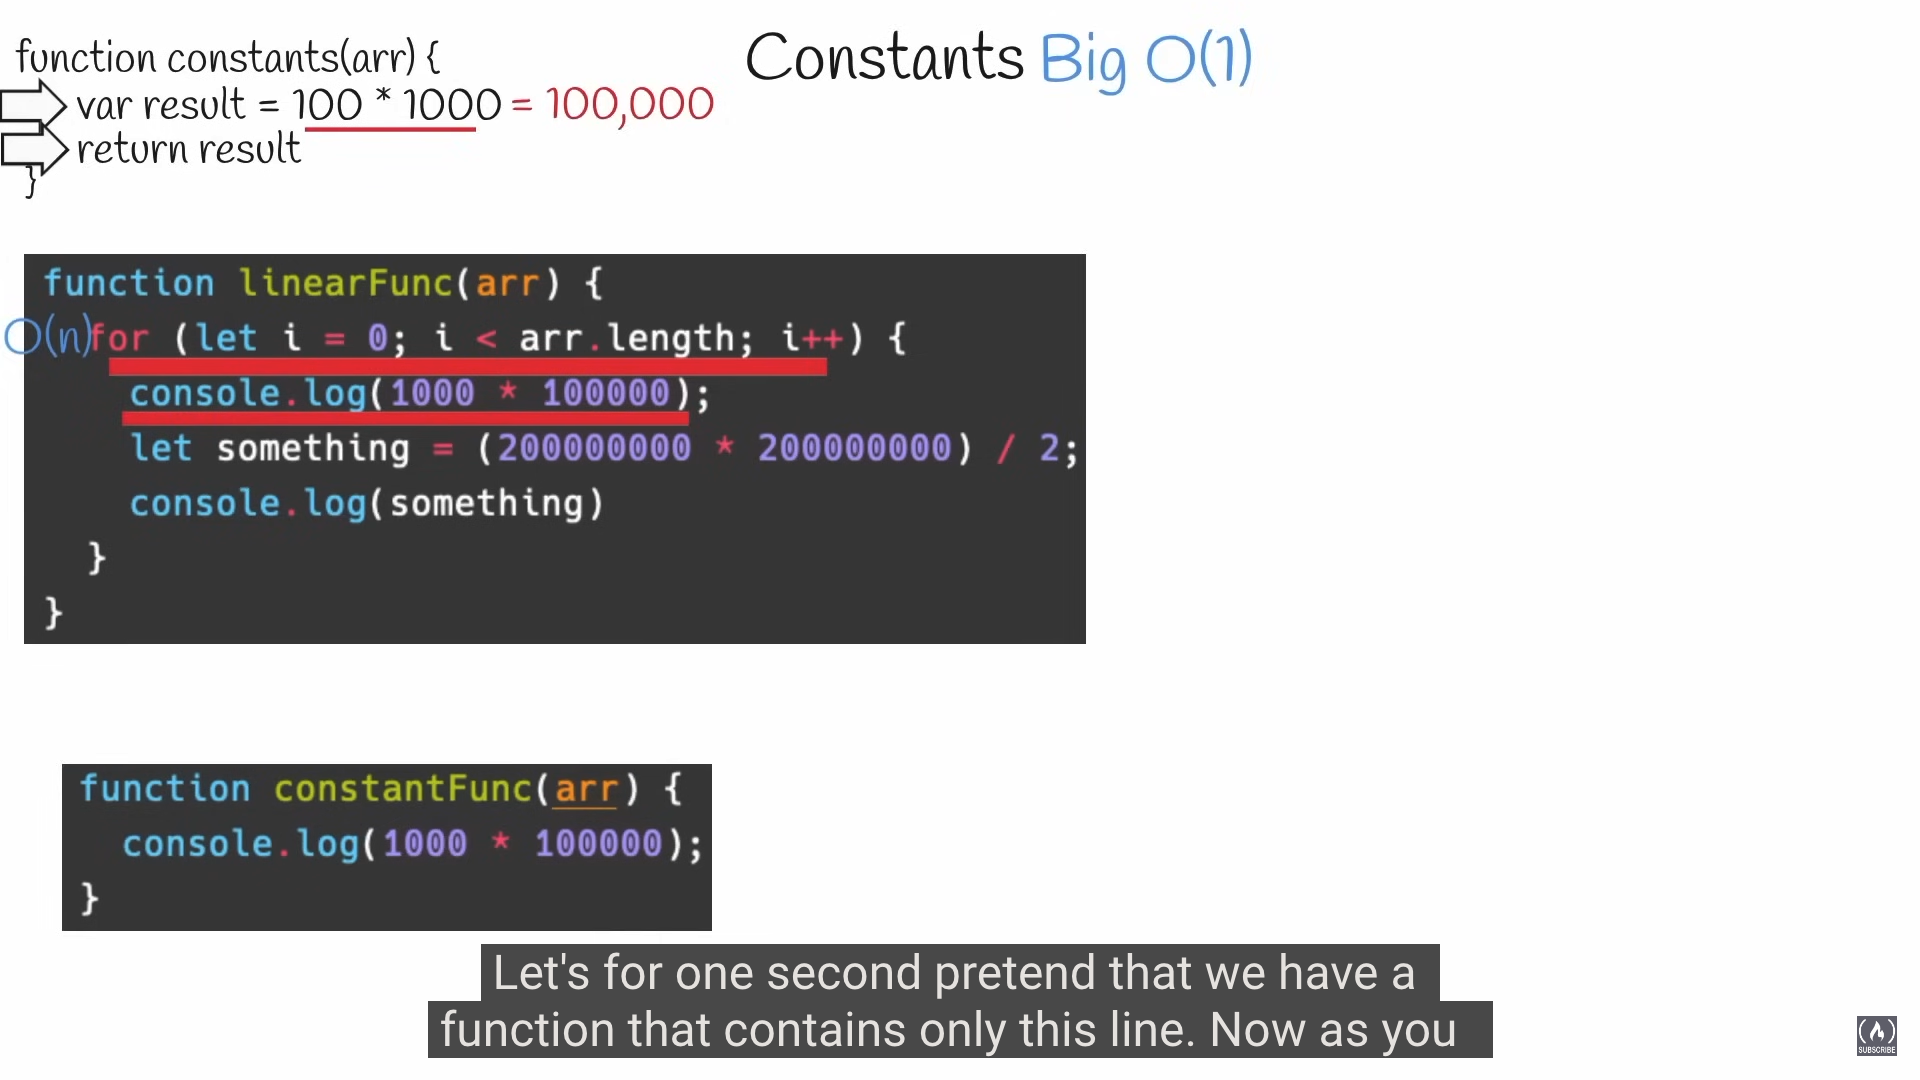 Constants Big O(1)
function constants(arr) {
var result = 100 * 1000 = 100,000
return result
}
function linearFunc(arr) {
O(n) for (let i = 0; i < arr.length; i++) {
console.log(1000 * 100000);
let something = (200000000 * 200000000) / 2;
console.log(something)
}
}
function constantFunc(arr) {
console.log(1000 * 100000);
}
Let's for one second pretend that we have a
function that contains only this line. Now as you
SUBSCRIBE